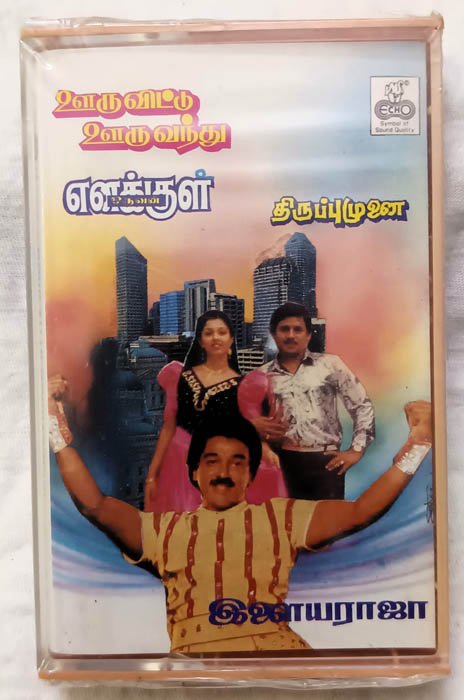 ஊரு விட்டு
ஊரு வந்து
ECHO
Symbol of
Sound Quality
எனக்குள்
ஒருவன்
திருப்புமுனை
இளையராஜா